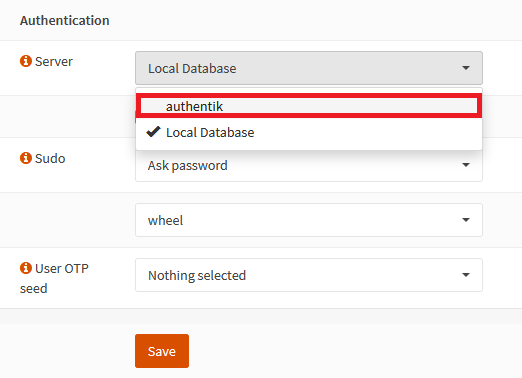 Authentication
Server
Local Database
authentik
Local Database
Sudo
Ask password
wheel
User OTP
seed
Nothing selected
Save